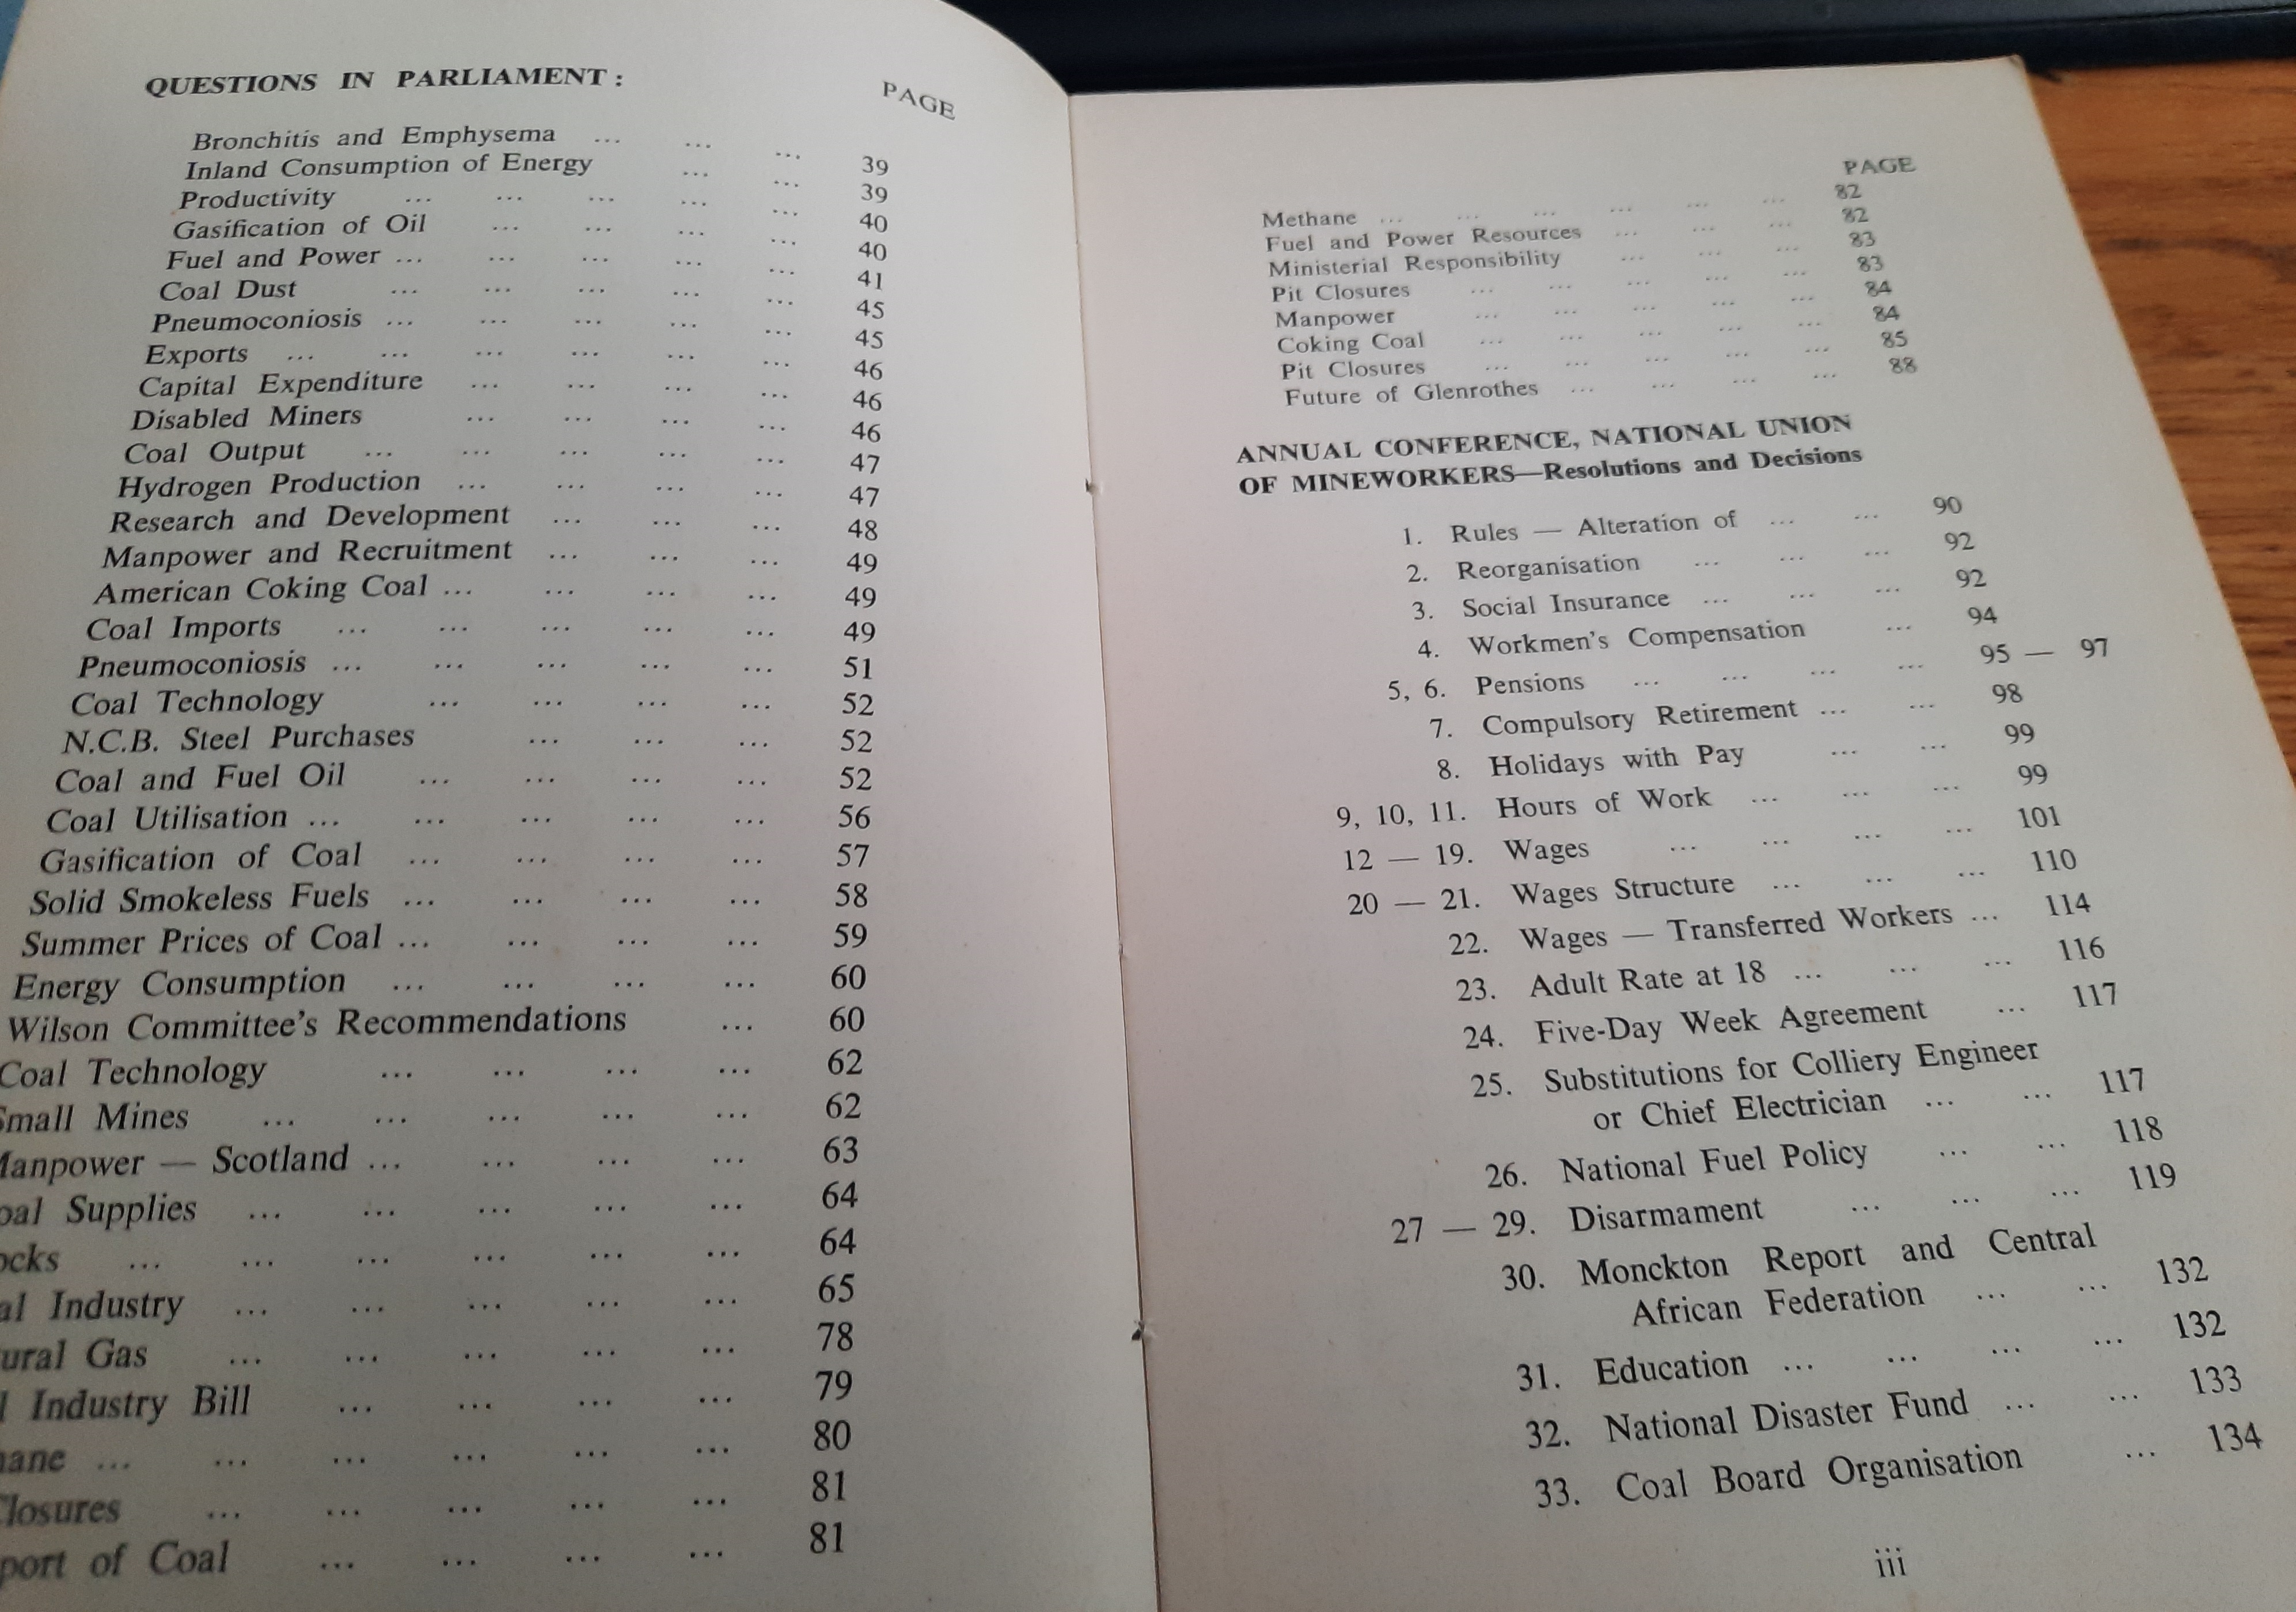 QUESTIONS IN PARLIAMENT :
PAGE
Bronchitis and Emphysema ... ... ... 39
Inland Consumption of Energy ... ... 39
Productivity ... ... ... ... ... 40
Gasification of Oil ... ... ... ... 40
Fuel and Power ... ... ... ... ... 41
Coal Dust ... ... ... ... ... 45
Pneumoconiosis ... ... ... ... ... 45
Exports ... ... ... ... ... ... 46
Capital Expenditure ... ... ... ... 46
Disabled Miners ... ... ... ... 46
Coal Output ... ... ... ... ... 47
Hydrogen Production ... ... ... ... 47
Research and Development ... ... ... 48
Manpower and Recruitment ... ... ... 49
American Coking Coal ... ... ... ... 49
Coal Imports ... ... ... ... ... 49
Pneumoconiosis ... ... ... ... ... 51
Coal Technology ... ... ... ... 52
N.C.B. Steel Purchases ... ... ... 52
Coal and Fuel Oil ... ... ... ... 52
Coal Utilisation ... ... ... ... ... 56
Gasification of Coal ... ... ... ... 57
Solid Smokeless Fuels ... ... ... ... 58
Summer Prices of Coal ... ... ... ... 59
Energy Consumption ... ... ... ... 60
Wilson Committee's Recommendations ... 60
Coal Technology ... ... ... ... 62
Small Mines ... ... ... ... ... 62
Manpower — Scotland ... ... ... ... 63
oal Supplies ... ... ... ... ... 64
ocks ... ... ... ... ... ... 64
al Industry ... ... ... ... ... 65
ural Gas ... ... ... ... ... 78
l Industry Bill ... ... ... ... 79
hane ... ... ... ... ... ... 80
Closures ... ... ... ... ... 81
port of Coal ... ... ... ... 81
PAGE
Methane ... ... ... ... ... ... 82
Fuel and Power Resources ... ... ... 82
Ministerial Responsibility ... ... ... 83
Pit Closures ... ... ... ... ... 83
Manpower ... ... ... ... ... 84
Coking Coal ... ... ... ... ... 84
Pit Closures ... ... ... ... ... 85
Future of Glenrothes ... ... ... ... 88
ANNUAL CONFERENCE, NATIONAL UNION
OF MINEWORKERS—Resolutions and Decisions
1. Rules — Alteration of ... ... 90
2. Reorganisation ... ... ... 92
3. Social Insurance ... ... ... 92
4. Workmen's Compensation ... 94
5, 6. Pensions ... ... ... ... 95 — 97
7. Compulsory Retirement ... ... 98
8. Holidays with Pay ... ... 99
9, 10, 11. Hours of Work ... ... ... 99
12 — 19. Wages ... ... ... ... 101
20 — 21. Wages Structure ... ... ... 110
22. Wages — Transferred Workers ... 114
23. Adult Rate at 18 ... ... ... 116
24. Five-Day Week Agreement ... 117
25. Substitutions for Colliery Engineer
or Chief Electrician ... ... 117
26. National Fuel Policy ... ... 118
27 — 29. Disarmament ... ... ... 119
30. Monckton Report and Central
African Federation ... ... 132
31. Education ... ... ... ... 132
32. National Disaster Fund ... ... 133
33. Coal Board Organisation ... 134
iii